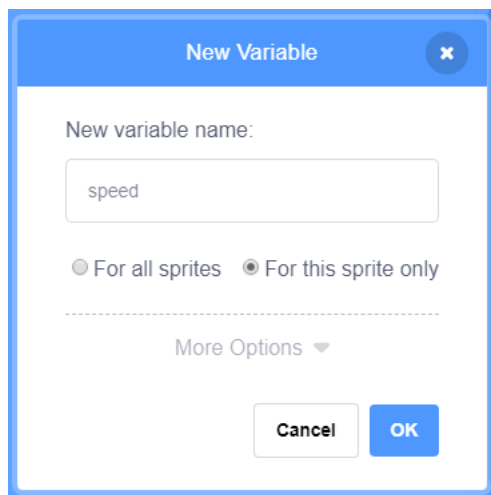 New Variable
New variable name:
speed
For all sprites For this sprite only
More Options
Cancel OK